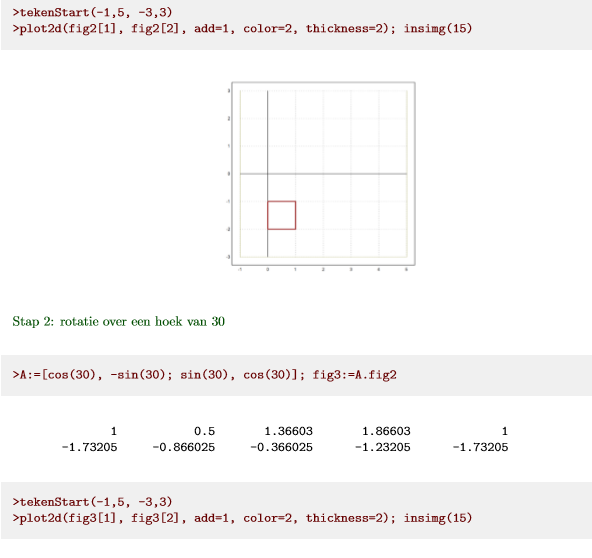 >tekenStart(-1,5, -3,3)
>plot2d(fig2[1], fig2[2], add=1, color=2, thickness=2); insimg(15)
3
2
1
0
-1
-2
-3
-1 0 1 2 3 4 5
Stap 2: rotatie over een hoek van 30
>A:=[cos(30), -sin(30); sin(30), cos(30)]; fig3:=A.fig2
1 0.5 1.36603 1.86603 1
-1.73205 -0.866025 -0.366025 -1.23205 -1.73205
>tekenStart(-1,5, -3,3)
>plot2d(fig3[1], fig3[2], add=1, color=2, thickness=2); insimg(15)